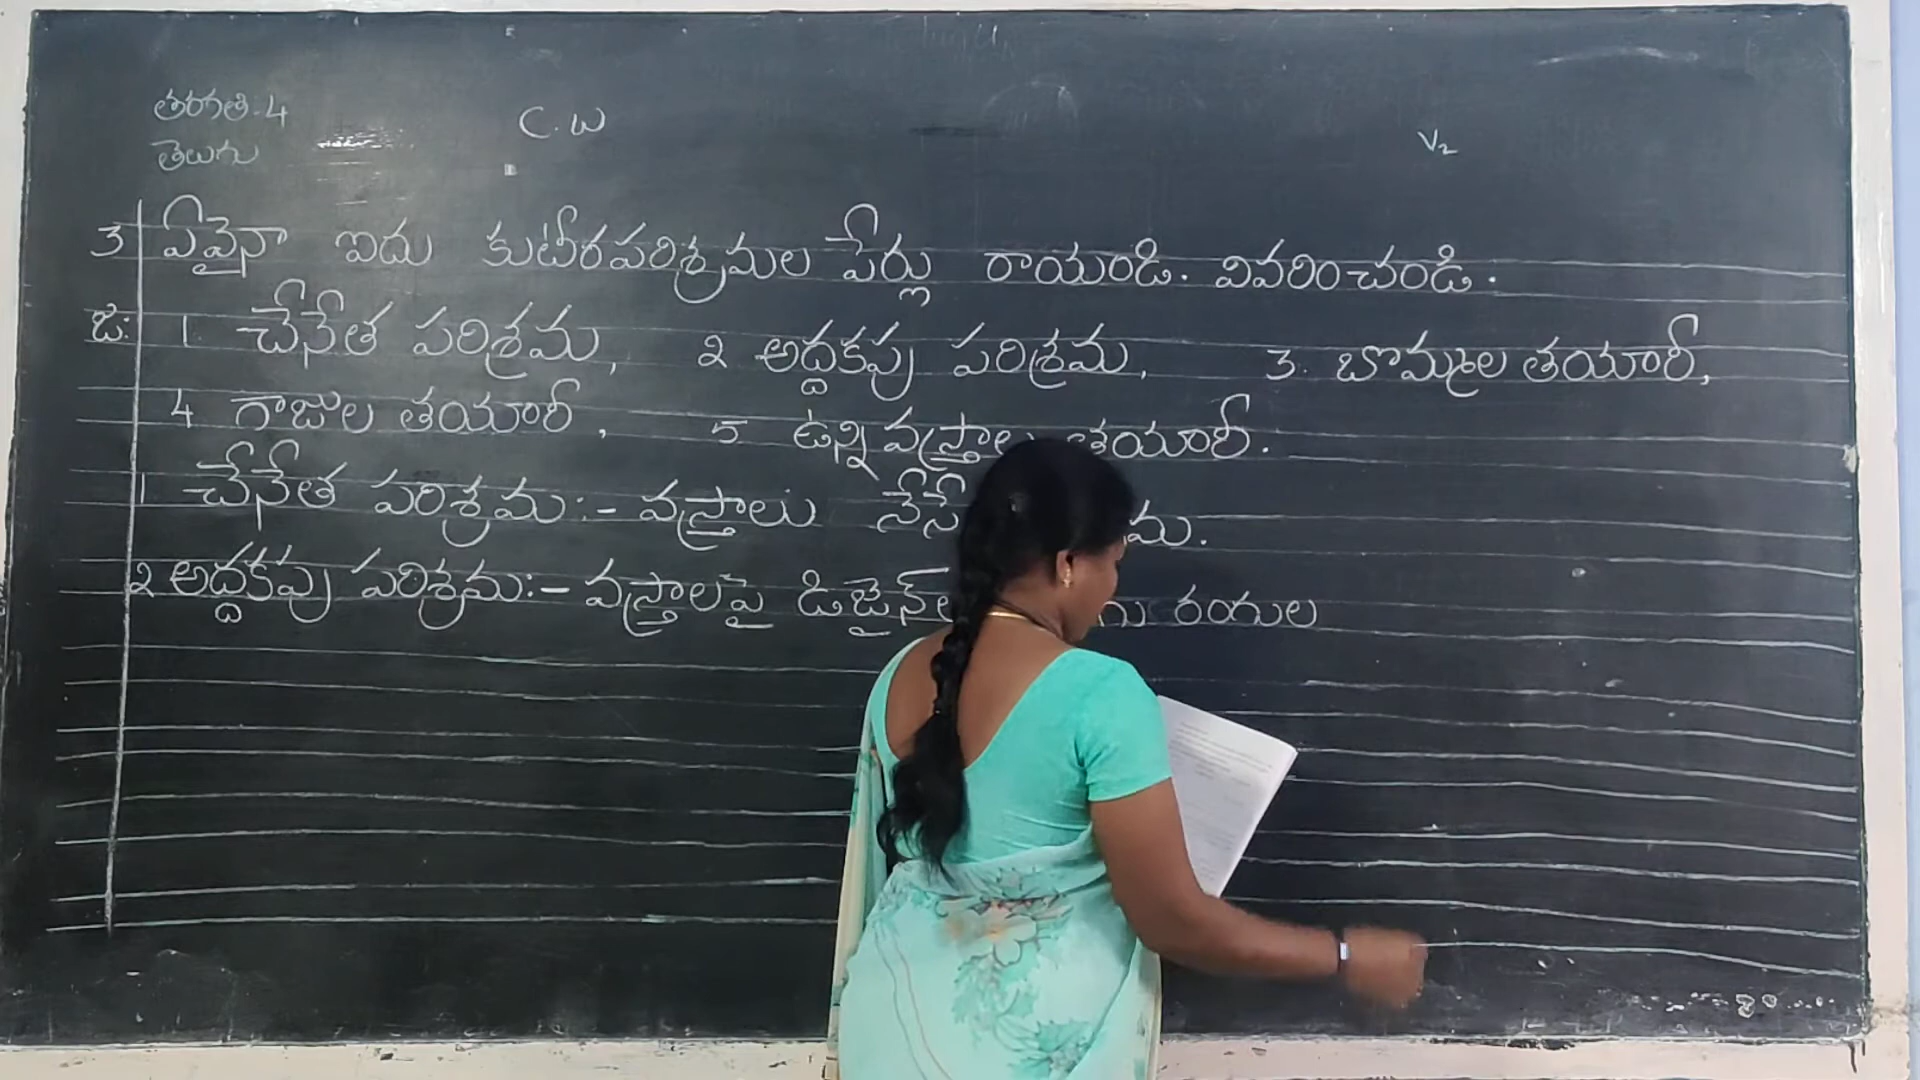 తరగతి-4
C.W
V2
తెలుగు
3 ఏవైనా ఐదు కుటీరపరిశ్రమల పేర్లు రాయండి. వివరించండి.
జ: 1. చేనేత పరిశ్రమ, 2 అద్దకపు పరిశ్రమ, 3. బొమ్మల తయారీ,
4 గాజుల తయారీ, 5 ఉన్ని వస్త్రాల తయారీ.
1 చేనేత పరిశ్రమ:- వస్త్రాలు నేసే
2 అద్దకపు పరిశ్రమ:- వస్త్రాలపై డిజైన్ల రంగుల